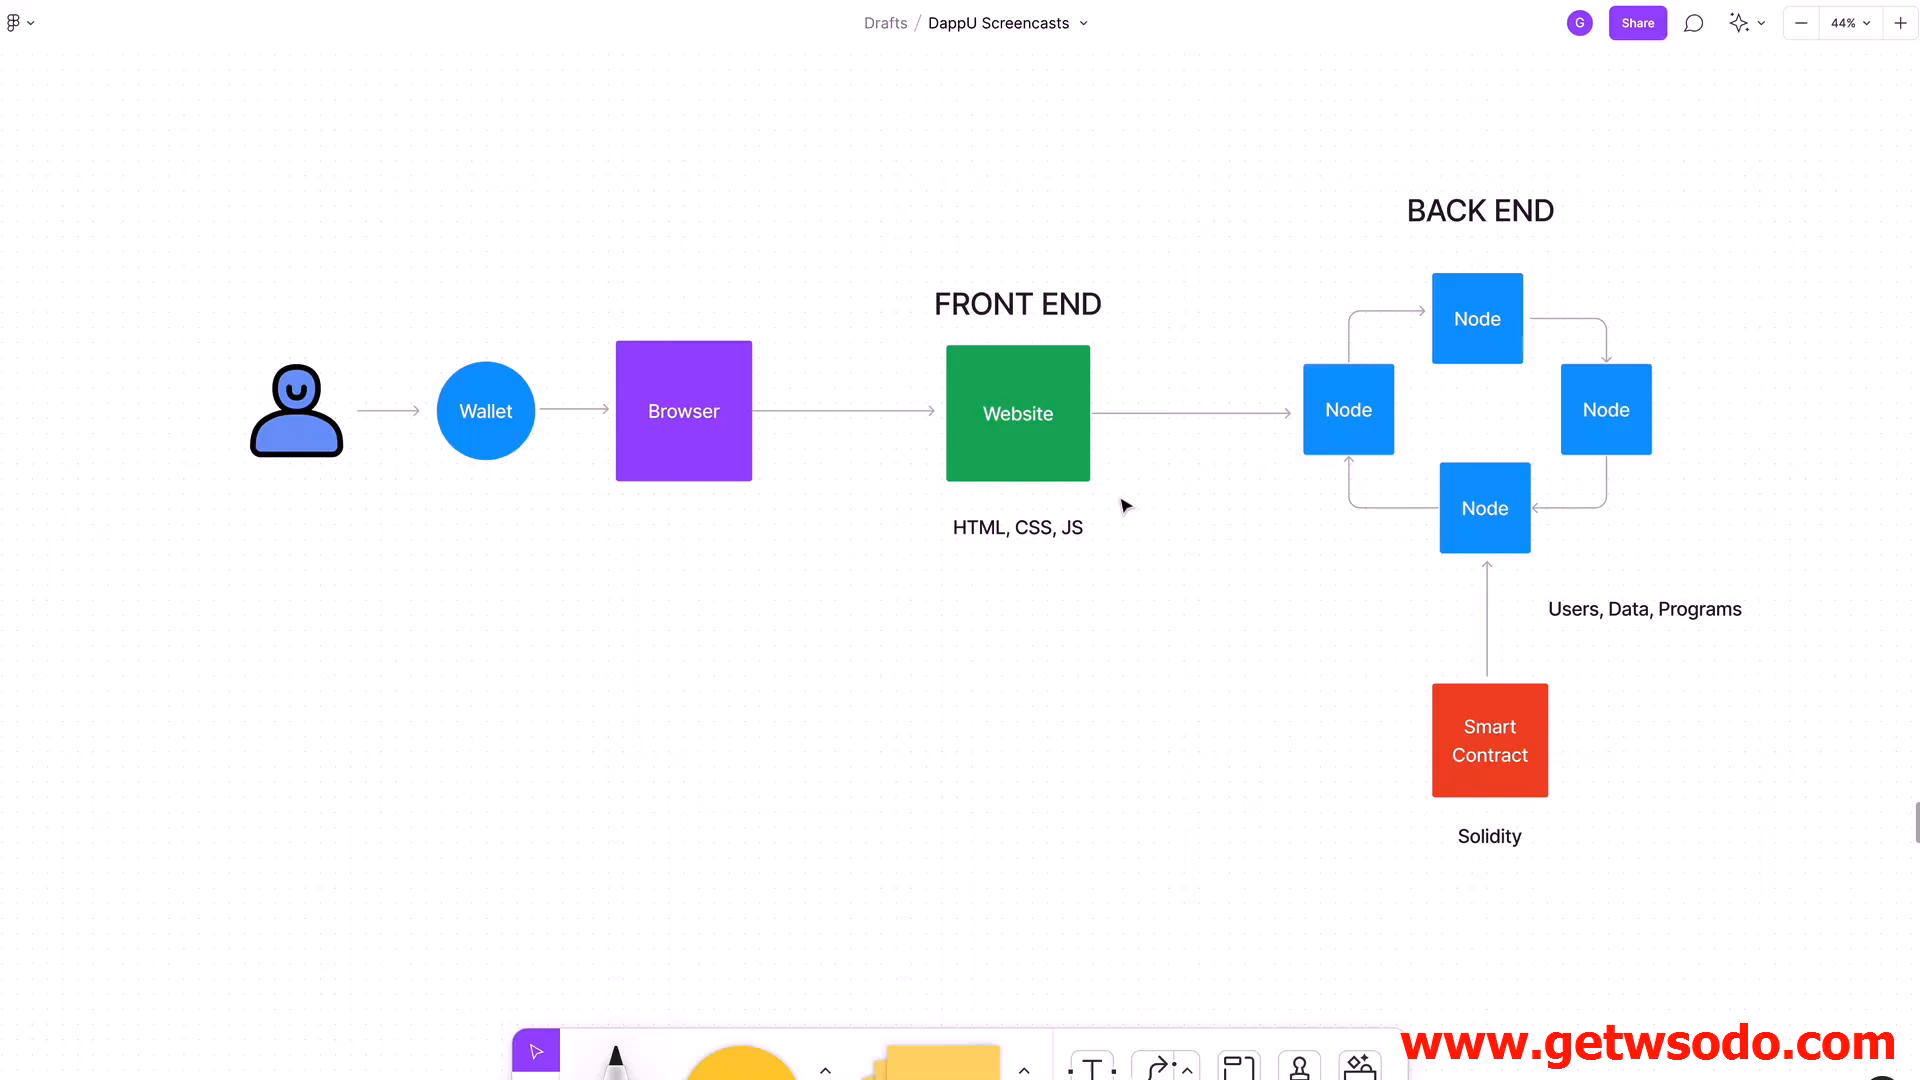 Drafts / DappU Screencasts
G
Share
44%
BACK END
FRONT END
Node
Wallet
Browser
Website
Node
Node
Node
HTML, CSS, JS
Users, Data, Programs
Smart
Contract
Solidity
T
www.getwsodo.com